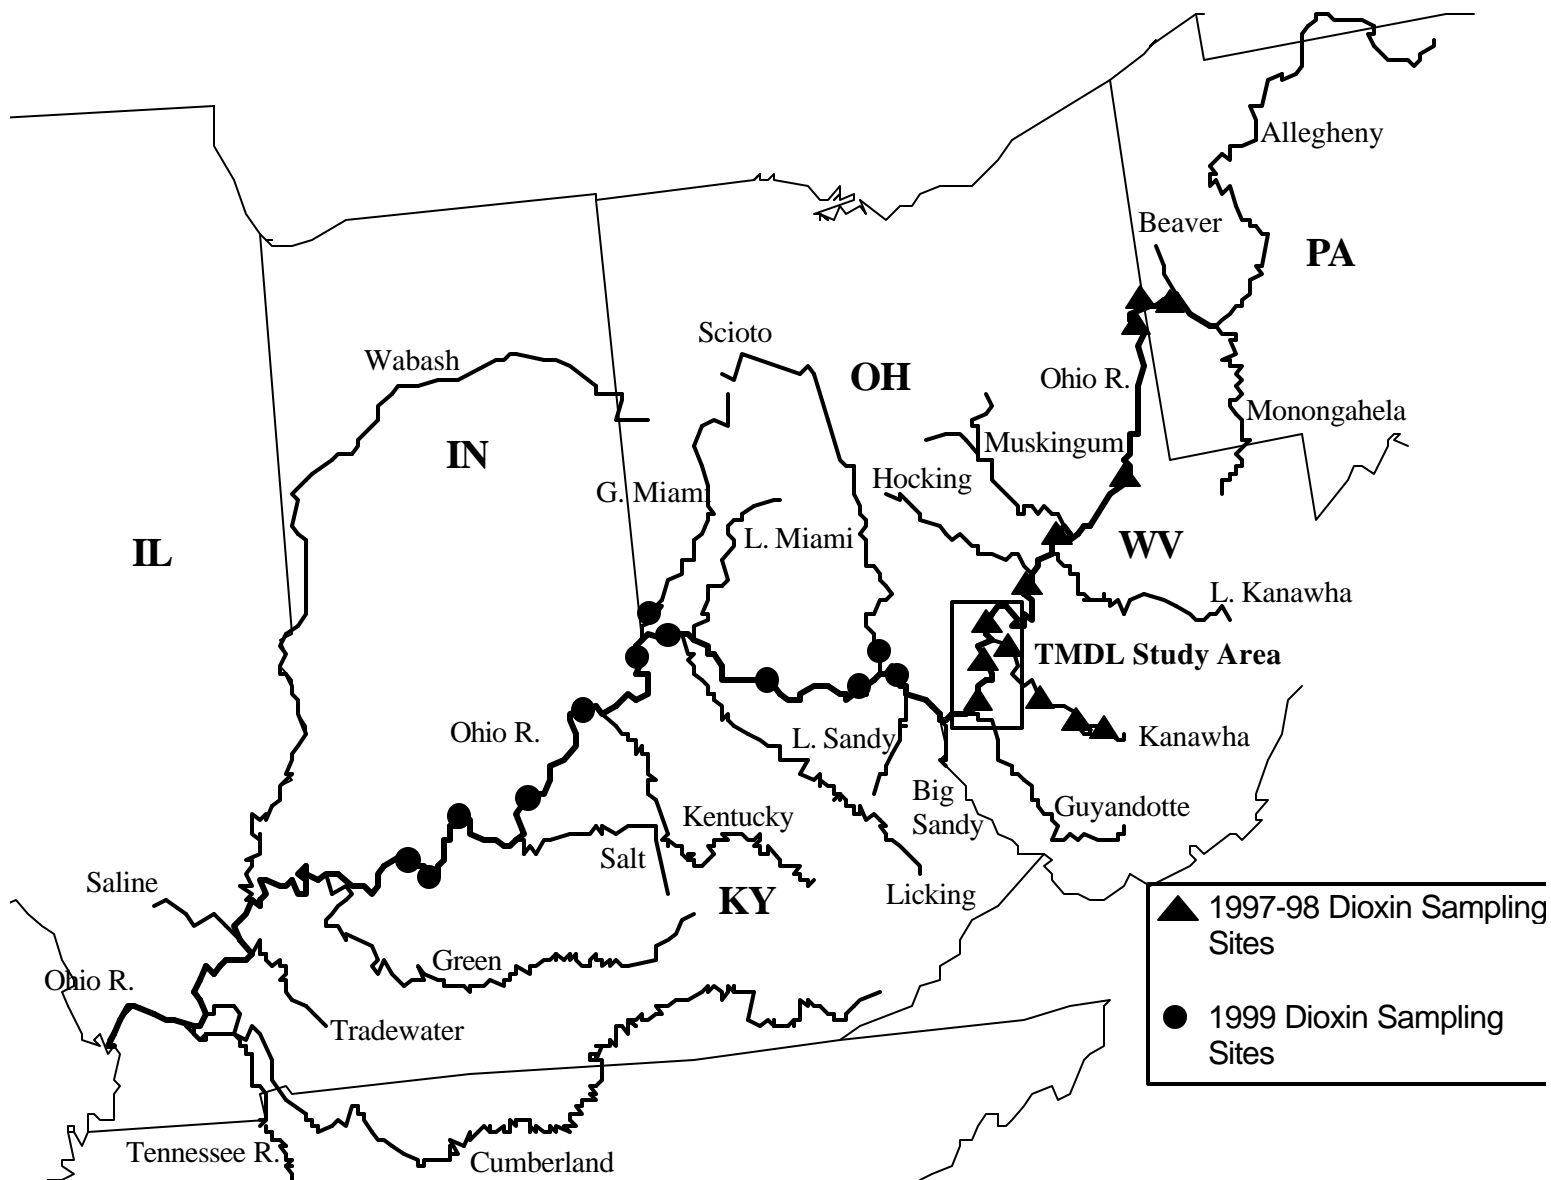 Allegheny
Beaver
PA
Scioto
Wabash
OH
Ohio R.
Monongahela
Muskingum
IN
Hocking
G. Miami
L. Miami
WV
IL
L. Kanawha
TMDL Study Area
Ohio R.
L. Sandy
Kanawha
Big
Sandy
Guyandotte
Kentucky
Salt
Saline
Licking
KY
1997-98 Dioxin Sampling
Sites
Green
Ohio R.
Tradewater
1999 Dioxin Sampling
Sites
Tennessee R.
Cumberland